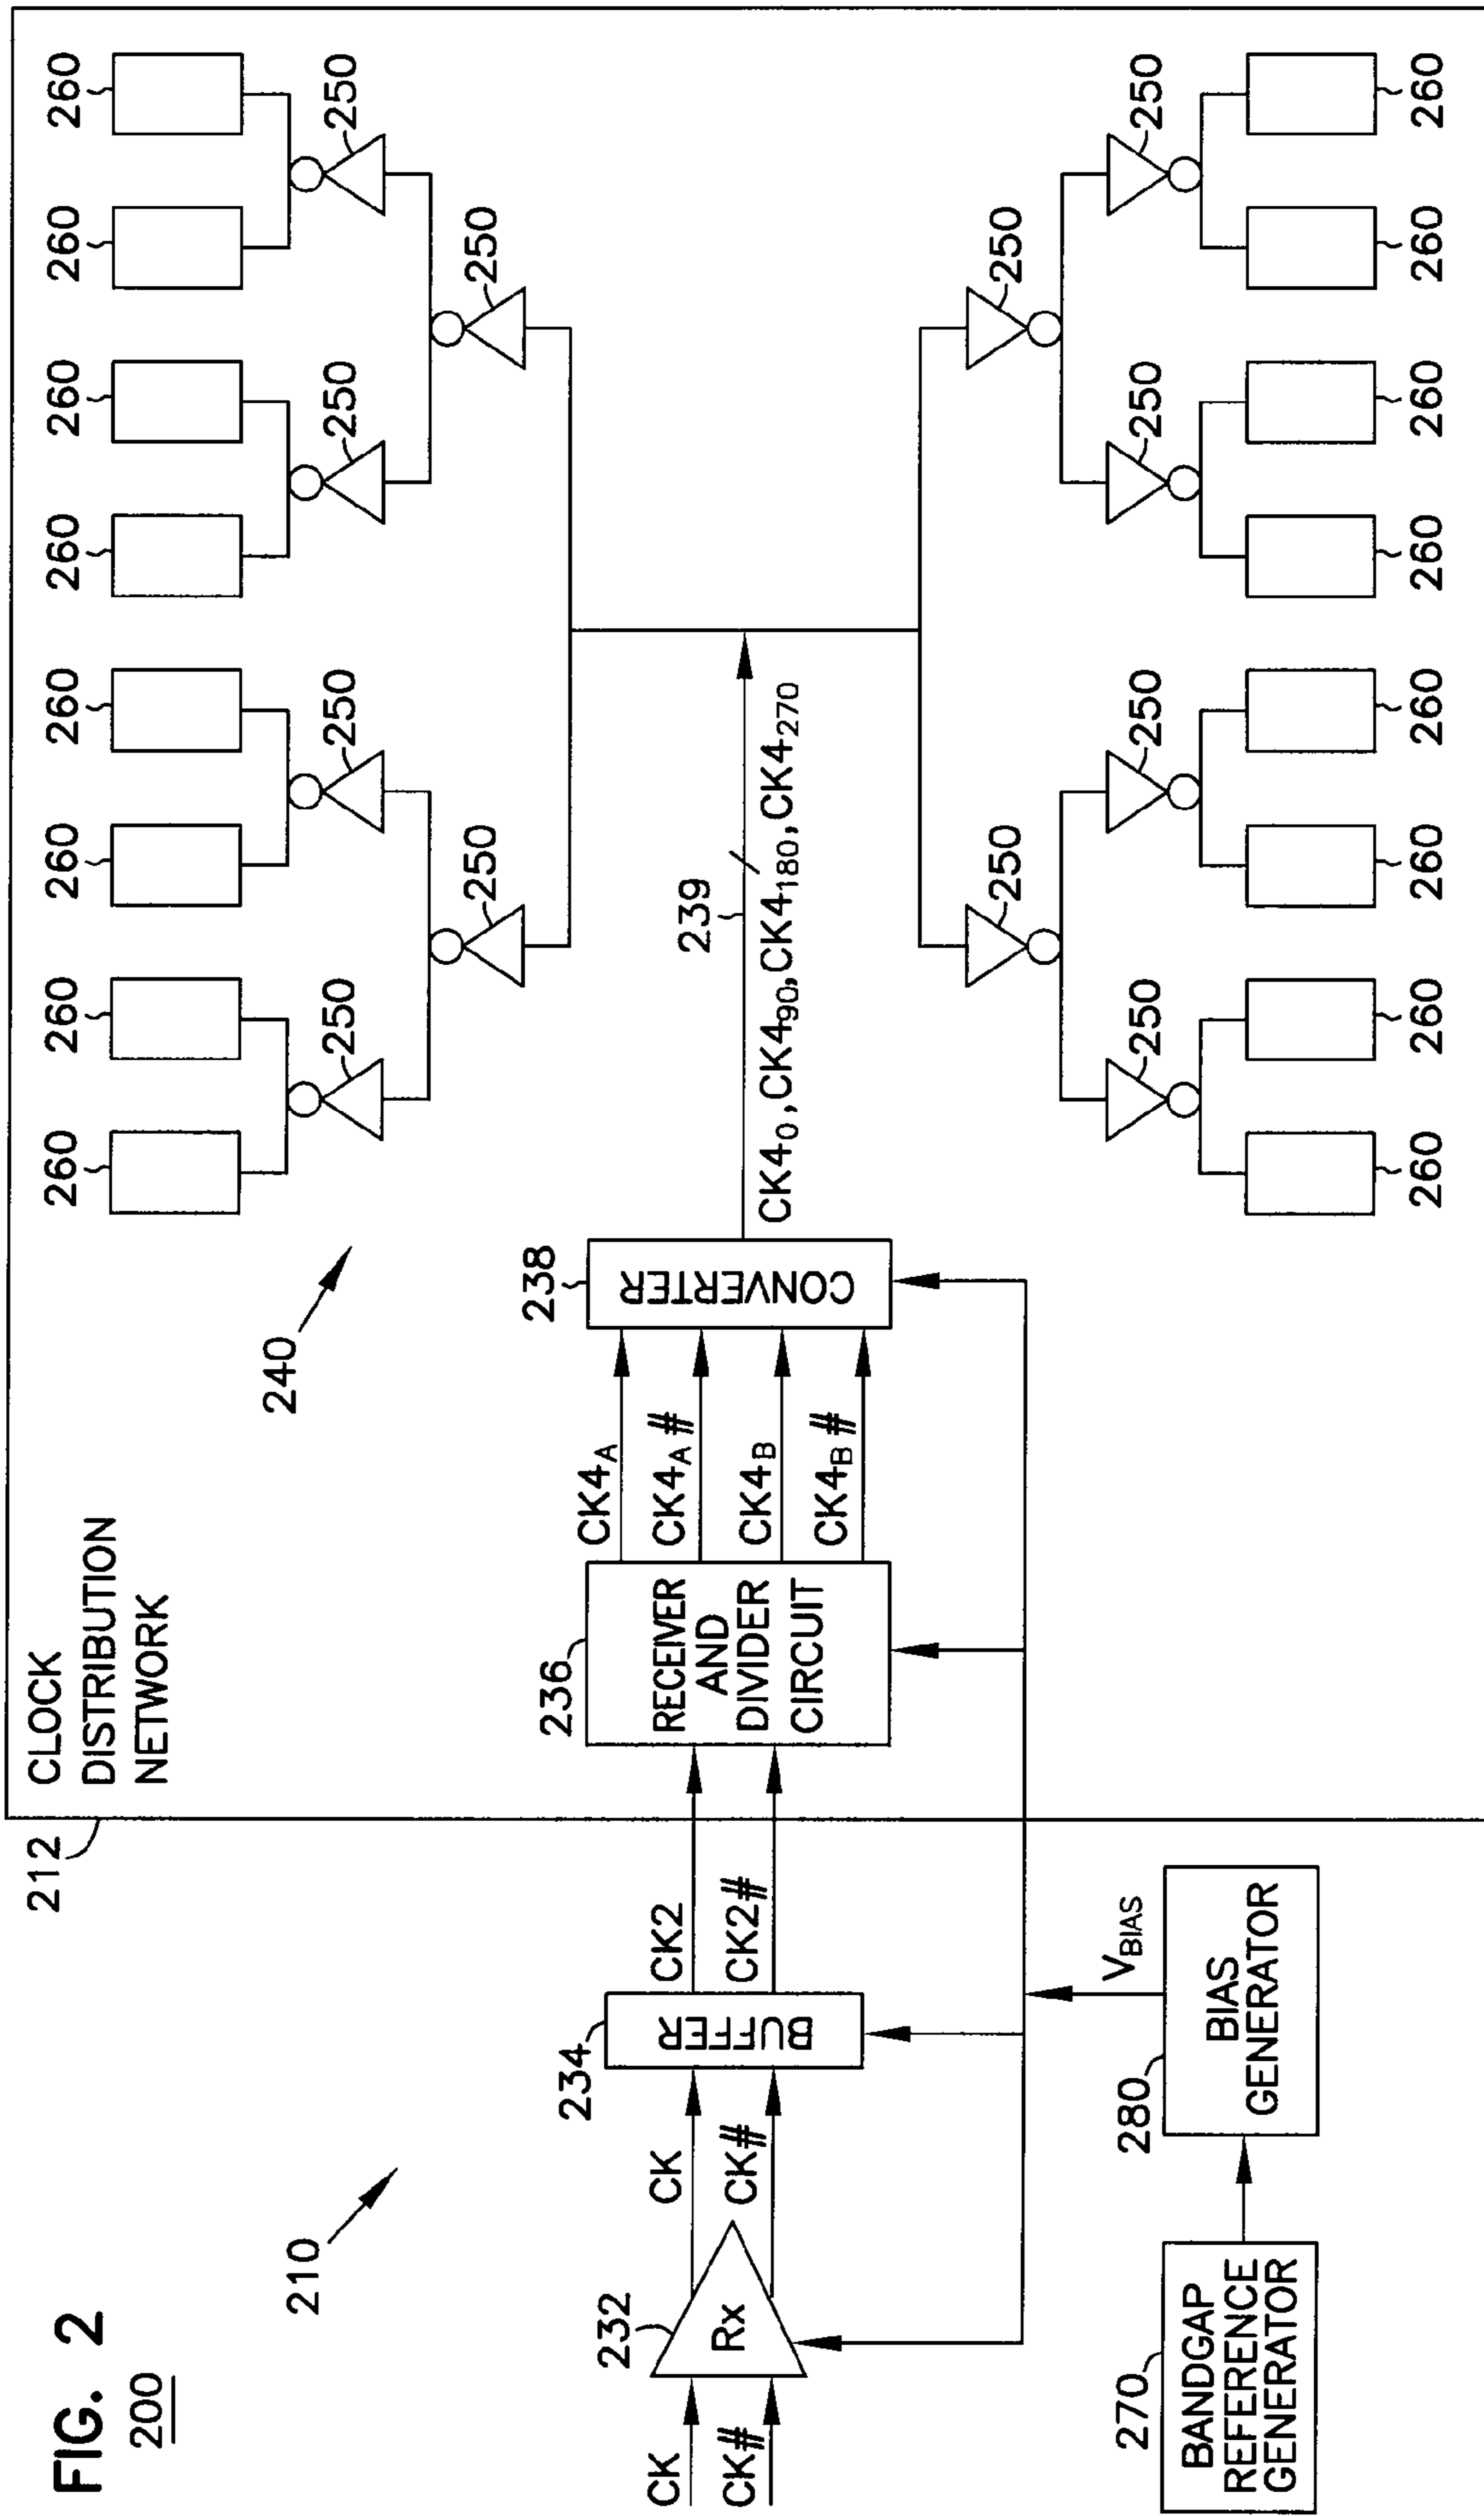 FIG. 2
200
210
212
CLOCK
DISTRIBUTION
NETWORK
240
CK
CK#
232
Rx
CK
CK#
234
BUFFER
CK2
CK2#
236
RECEIVER
AND
DIVIDER
CIRCUIT
CK4A
CK4A#
CK4B
CK4B#
238
CONVERTER
239
CK40,CK490,CK4180,CK4270
270
BANDGAP
REFERENCE
GENERATOR
280
BIAS
GENERATOR
VBIAS
260 260 260 260 260 260 260 260
250 250 250 250
250 250
250 250
250 250 250 250
260 260 260 260 260 260 260 260